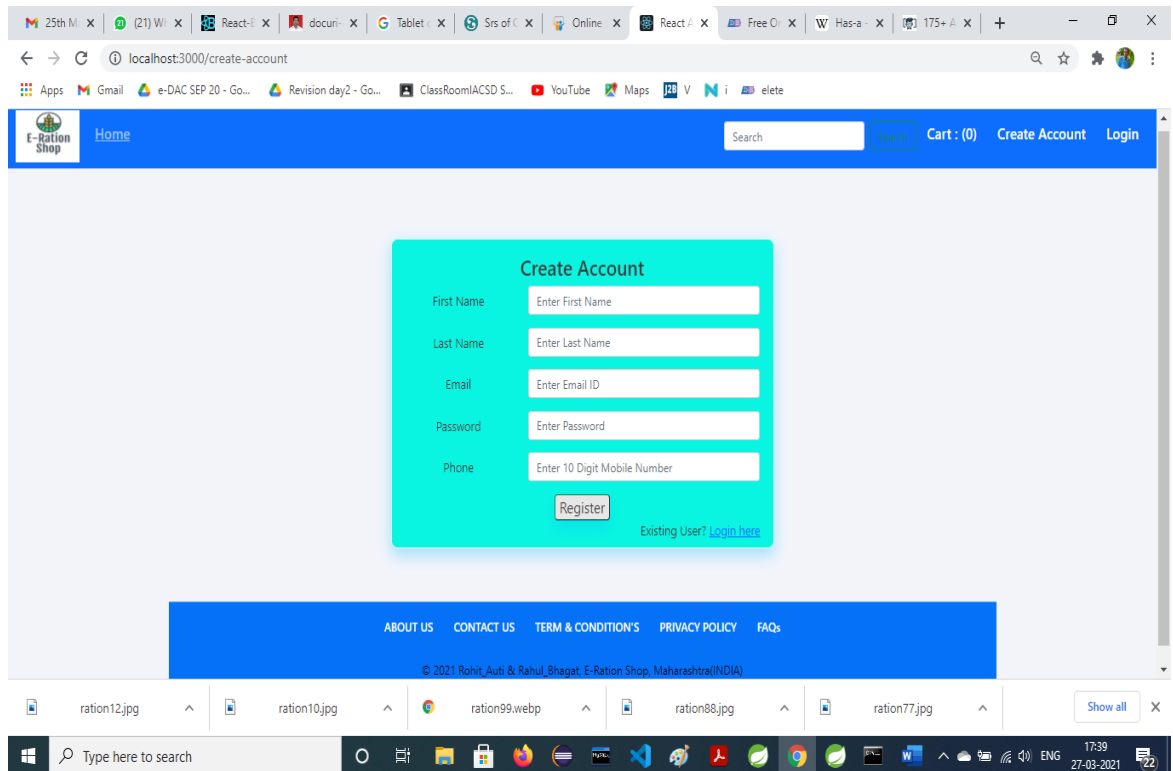 25th M
(21) W
React-B
docuri-
Tablet c
Srs of C
Online
React A
Free Or
Has-a -
175+ A
localhost:3000/create-account
Apps Gmail e-DAC SEP 20 - Go... Revision day2 - Go... ClassRoomIACSD S... YouTube Maps V i elete
E-Ration
Shop
Home
Search
Search
Cart : (0) Create Account Login
Create Account
First Name Enter First Name
Last Name Enter Last Name
Email Enter Email ID
Password Enter Password
Phone Enter 10 Digit Mobile Number
Register
Existing User? Login here
ABOUT US CONTACT US TERM & CONDITION'S PRIVACY POLICY FAQs
© 2021 Rohit_Auti & Rahul_Bhagat, E-Ration Shop, Maharashtra(INDIA)
ration12.jpg ration10.jpg ration99.webp ration88.jpg ration77.jpg Show all
Type here to search
ENG
17:39
27-03-2021
22